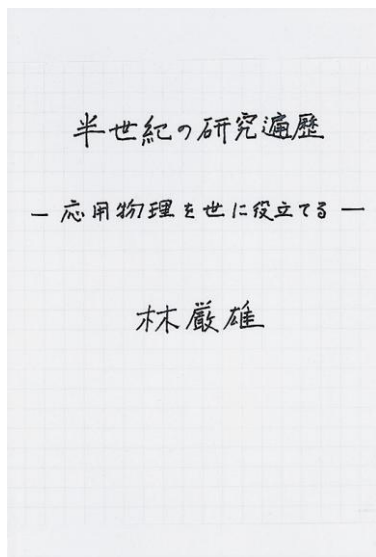 半世紀の研究遍歴
― 応用物理を世に役立てる ―
林厳雄